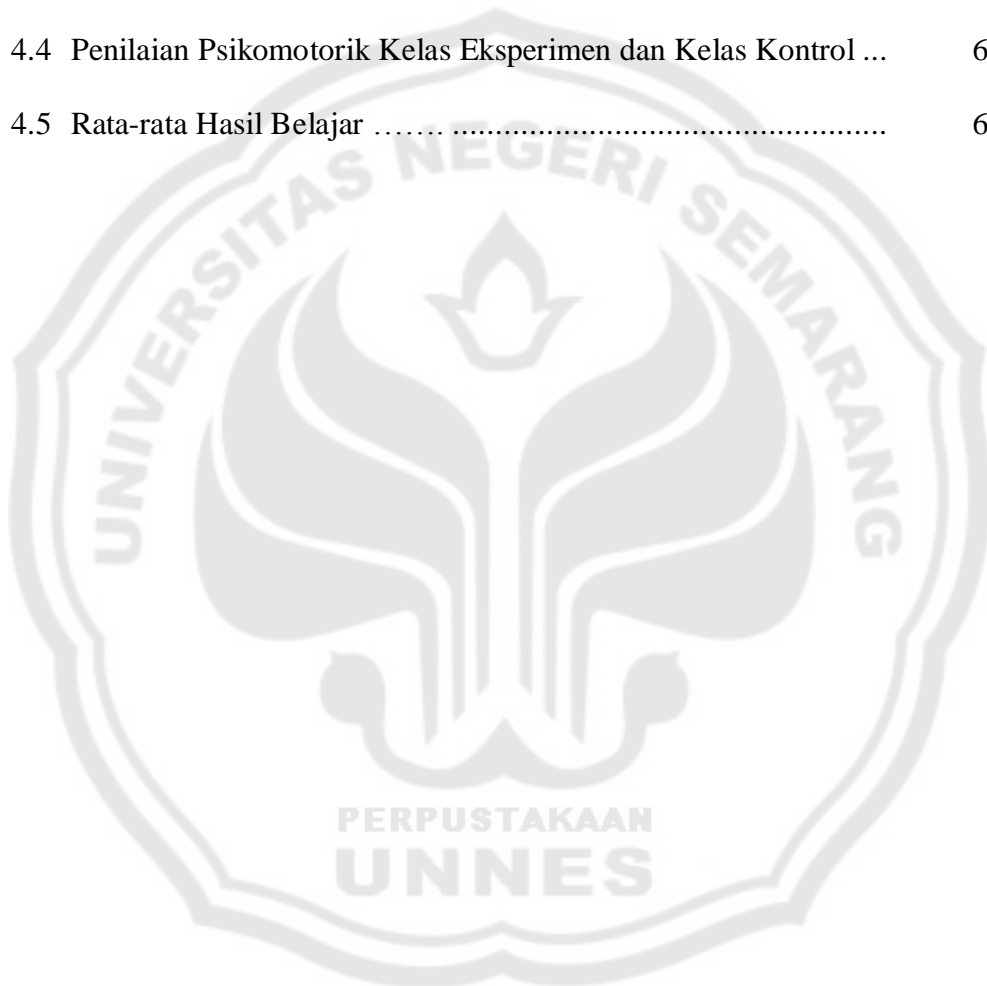 4.4 Penilaian Psikomotorik Kelas Eksperimen dan Kelas Kontrol ... 6
4.5 Rata-rata Hasil Belajar ……. ................................................... 6
UNIVERSITAS NEGERI SEMARANG
PERPUSTAKAAN
UNNES